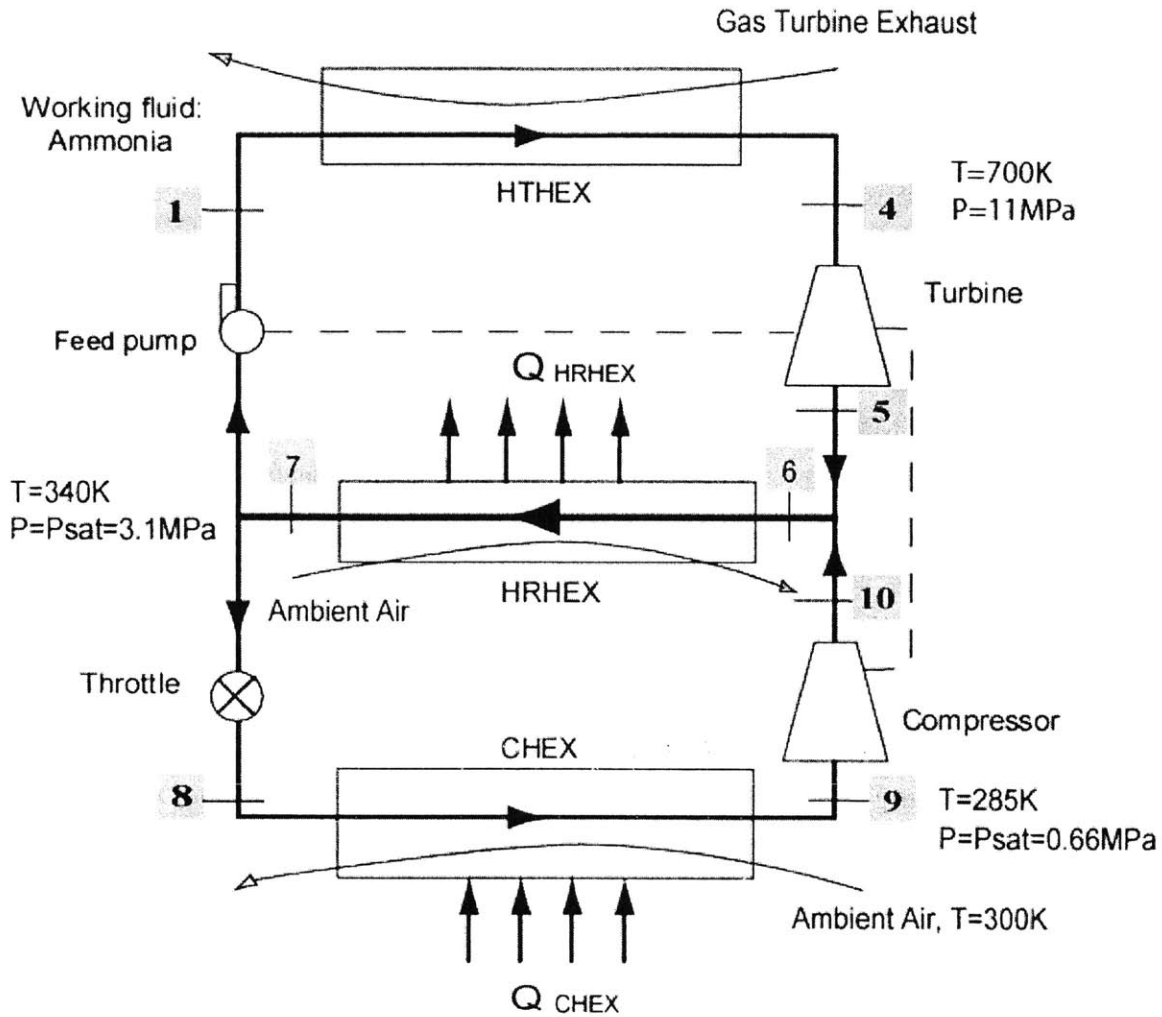 Gas Turbine Exhaust
Working fluid:
Ammonia
HTHEX
1
4
T=700K
P=11MPa
Turbine
Feed pump
Q HRHEX
5
7
6
T=340K
P=Psat=3.1MPa
HRHEX
10
Ambient Air
Throttle
Compressor
CHEX
8
9
T=285K
P=Psat=0.66MPa
Ambient Air, T=300K
Q CHEX